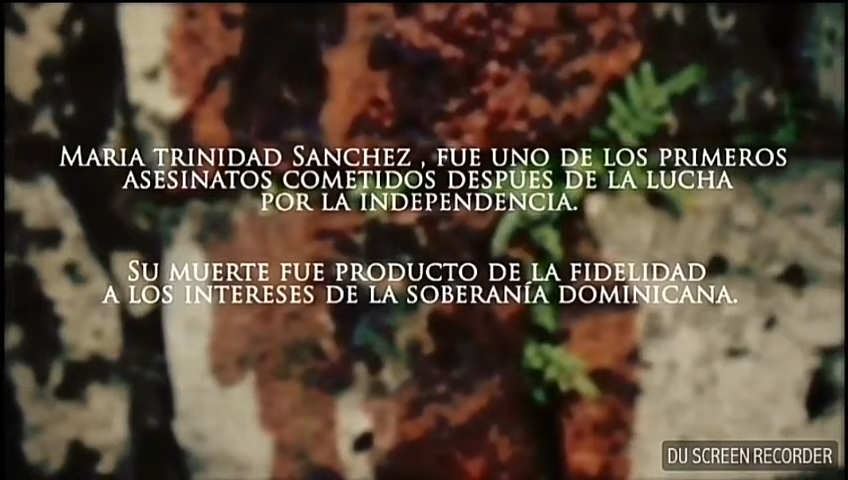 MARIA TRINIDAD SANCHEZ , FUE UNO DE LOS PRIMEROS
ASESINATOS COMETIDOS DESPUES DE LA LUCHA
POR LA INDEPENDENCIA.
SU MUERTE FUE PRODUCTO DE LA FIDELIDAD
A LOS INTERESES DE LA SOBERANÍA DOMINICANA.
DU SCREEN RECORDER